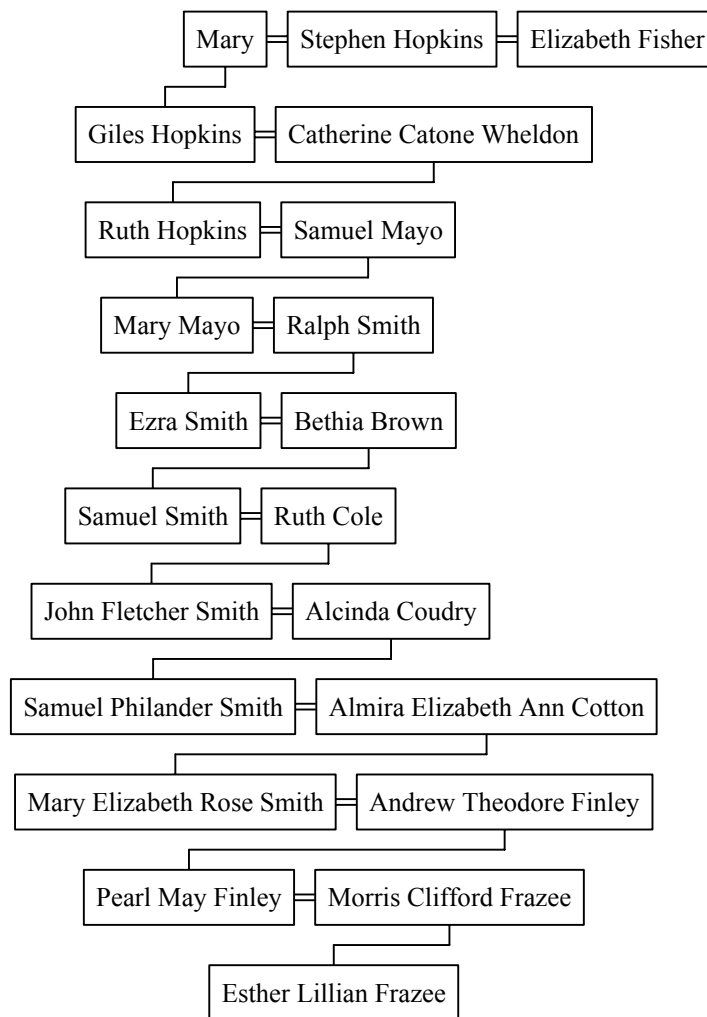 Mary Stephen Hopkins Elizabeth Fisher
Giles Hopkins Catherine Catone Wheldon
Ruth Hopkins Samuel Mayo
Mary Mayo Ralph Smith
Ezra Smith Bethia Brown
Samuel Smith Ruth Cole
John Fletcher Smith Alcinda Coudry
Samuel Philander Smith Almira Elizabeth Ann Cotton
Mary Elizabeth Rose Smith Andrew Theodore Finley
Pearl May Finley Morris Clifford Frazee
Esther Lillian Frazee